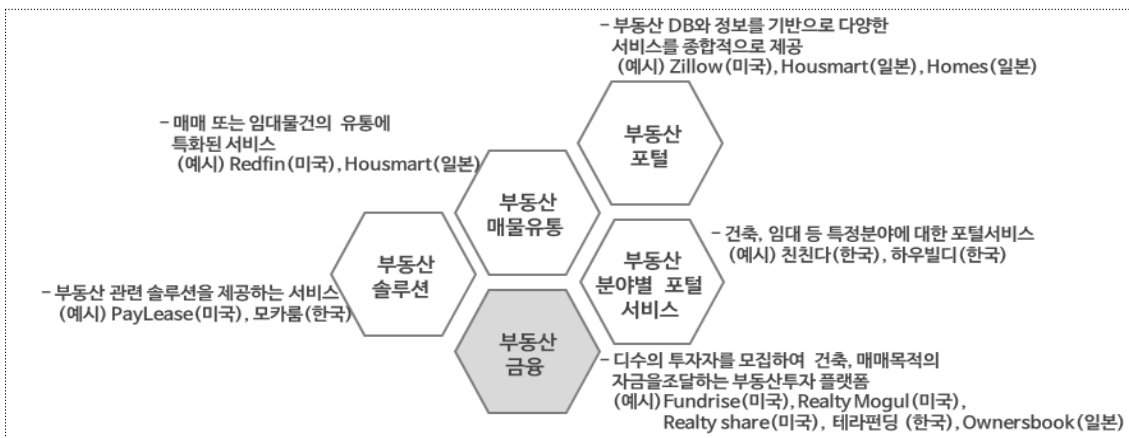 - 부동산 DB와 정보를 기반으로 다양한
서비스를 종합적으로 제공
(예시) Zillow(미국), Housmart(일본), Homes(일본)
부동산
포털
- 매매 또는 임대물건의 유통에
특화된 서비스
(예시) Redfin(미국), Housmart(일본)
부동산
매물유통
- 건축, 임대 등 특정분야에 대한 포털서비스
(예시) 친친다(한국), 하우빌디(한국)
부동산
분야별 포털
서비스
부동산
솔루션
- 부동산 관련 솔루션을 제공하는 서비스
(예시) PayLease(미국), 모카룸(한국)
부동산
금융
- 디수의 투자자를 모집하여 건축, 매매목적의
자금을조달하는 부동산투자 플랫폼
(예시) Fundrise(미국), Realty Mogul(미국),
Realty share(미국), 테라펀딩 (한국), Ownersbook(일본)